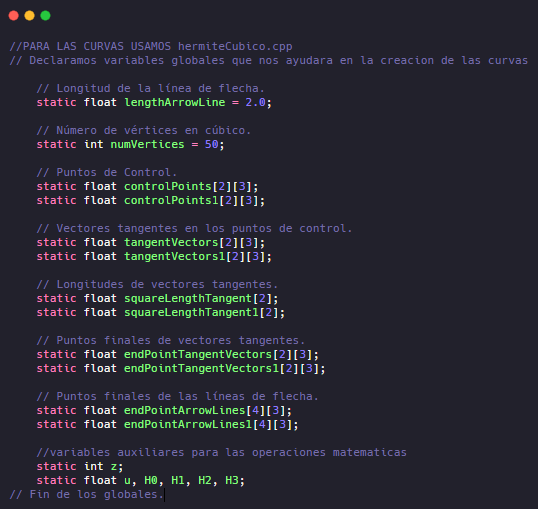 //PARA LAS CURVAS USAMOS hermiteCubico.cpp
// Declaramos variables globales que nos ayudara en la creacion de las curvas
// Longitud de la línea de flecha.
static float lengthArrowLine = 2.0;
// Número de vértices en cúbico.
static int numVertices = 50;
// Puntos de Control.
static float controlPoints[2][3];
static float controlPoints1[2][3];
// Vectores tangentes en los puntos de control.
static float tangentVectors[2][3];
static float tangentVectors1[2][3];
// Longitudes de vectores tangentes.
static float squareLengthTangent[2];
static float squareLengthTangent1[2];
// Puntos finales de vectores tangentes.
static float endPointTangentVectors[2][3];
static float endPointTangentVectors1[2][3];
// Puntos finales de las líneas de flecha.
static float endPointArrowLines[4][3];
static float endPointArrowLines1[4][3];
//variables auxiliares para las operaciones matematicas
static int z;
static float u, H0, H1, H2, H3;
// Fin de los globales.